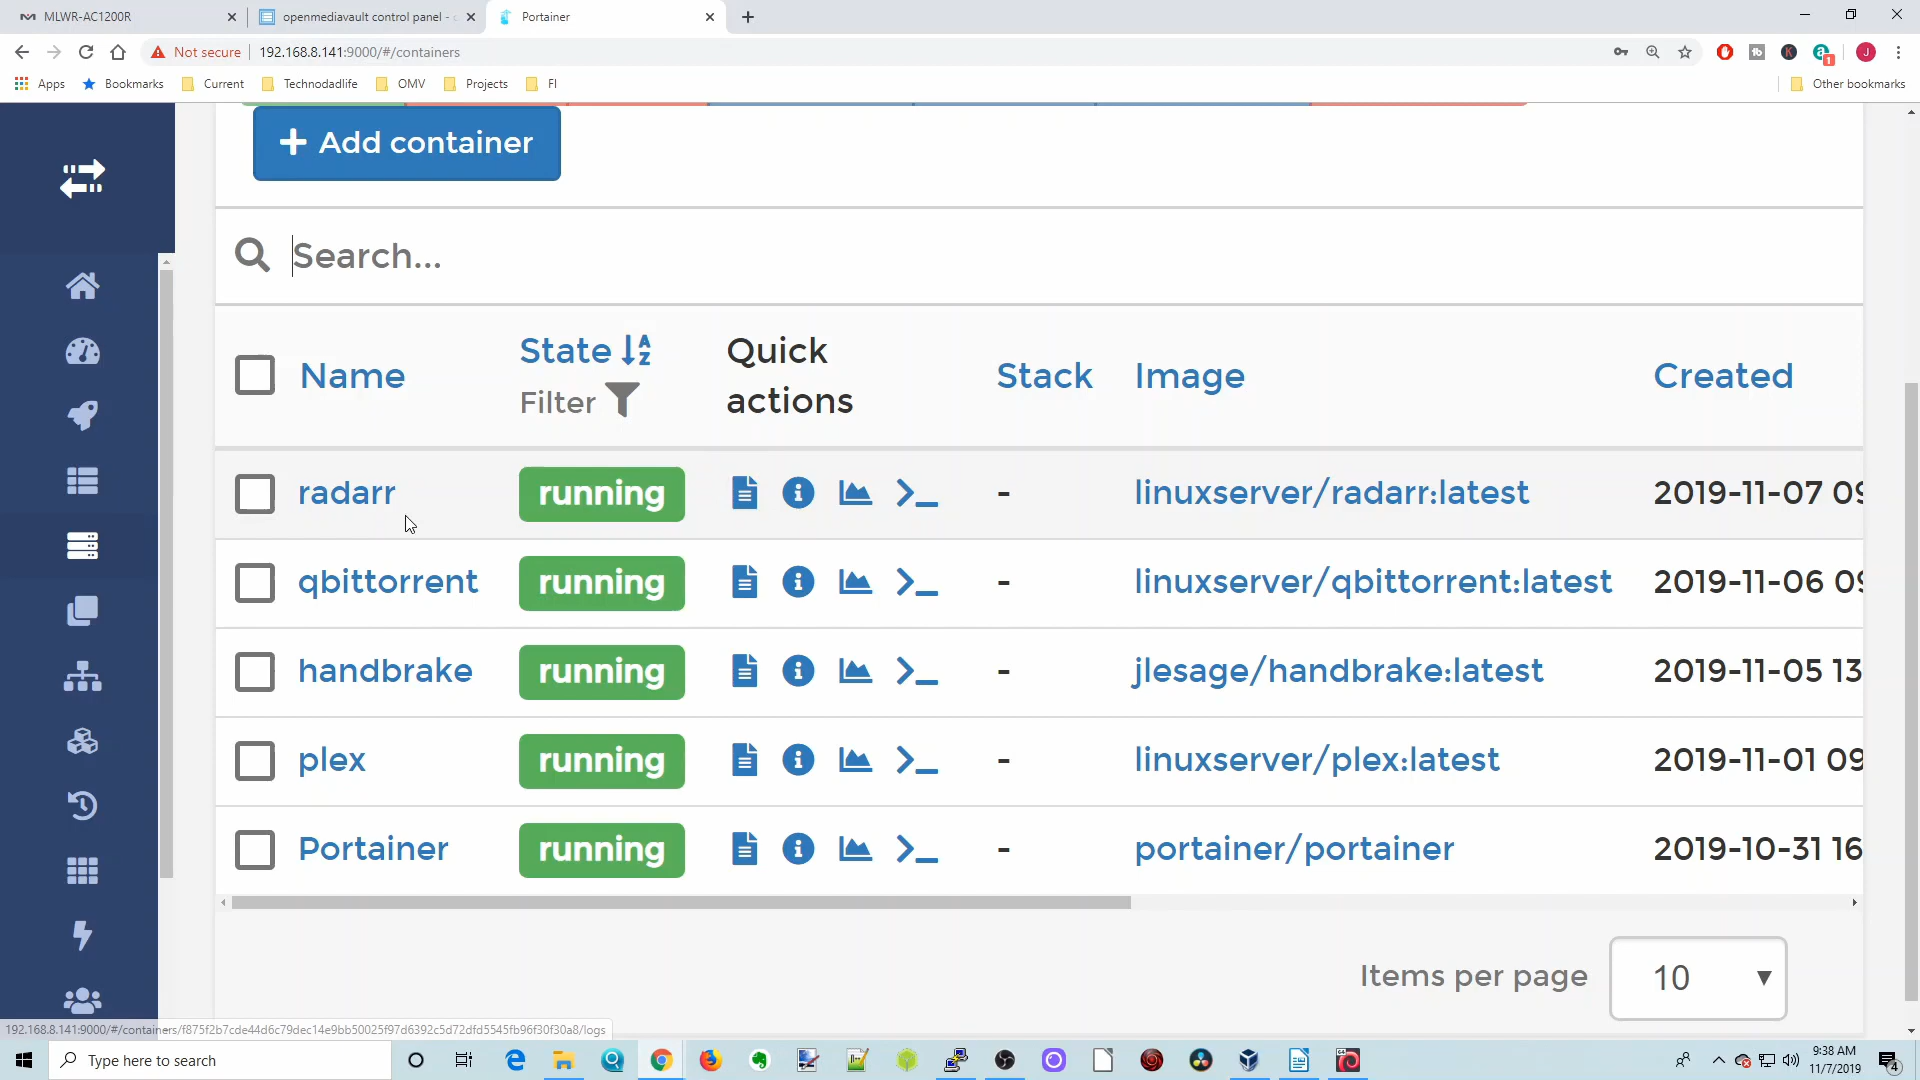 MLWR-AC1200R
openmediavault control panel -
Portainer
Not secure
192.168.8.141:9000/#/containers
1
J
Apps
Bookmarks
Current
Technodadlife
OMV
Projects
FI
Other bookmarks
Add container
Search...
Name
State
Filter
Quick actions
Stack
Image
Created
radarr running - linuxserver/radarr:latest 2019-11-07 09
qbittorrent running - linuxserver/qbittorrent:latest 2019-11-06 09
handbrake running - jlesage/handbrake:latest 2019-11-05 13
plex running - linuxserver/plex:latest 2019-11-01 09
Portainer running - portainer/portainer 2019-10-31 16
Items per page 10
192.168.8.141:9000/#/containers/f875f2b7cde44d6c79dec14e9bb50025f97d6392c5d72dfd5545fb96f30f30a8/logs
Type here to search
9:38 AM
11/7/2019
4